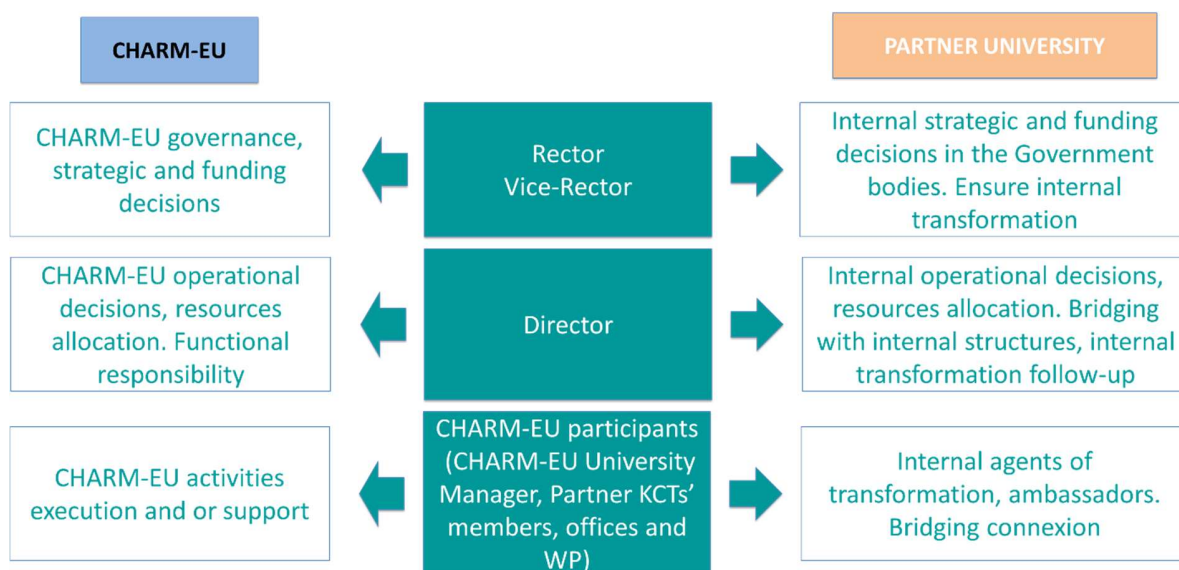 CHARM-EU
PARTNER UNIVERSITY
CHARM-EU governance,
strategic and funding
decisions
Rector
Vice-Rector
Internal strategic and funding
decisions in the Government
bodies. Ensure internal
transformation
CHARM-EU operational
decisions, resources
allocation. Functional
responsibility
Director
Internal operational decisions,
resources allocation. Bridging
with internal structures, internal
transformation follow-up
CHARM-EU activities
execution and or support
CHARM-EU participants
(CHARM-EU University
Manager, Partner KCTs’
members, offices and
WP)
Internal agents of
transformation, ambassadors.
Bridging connexion